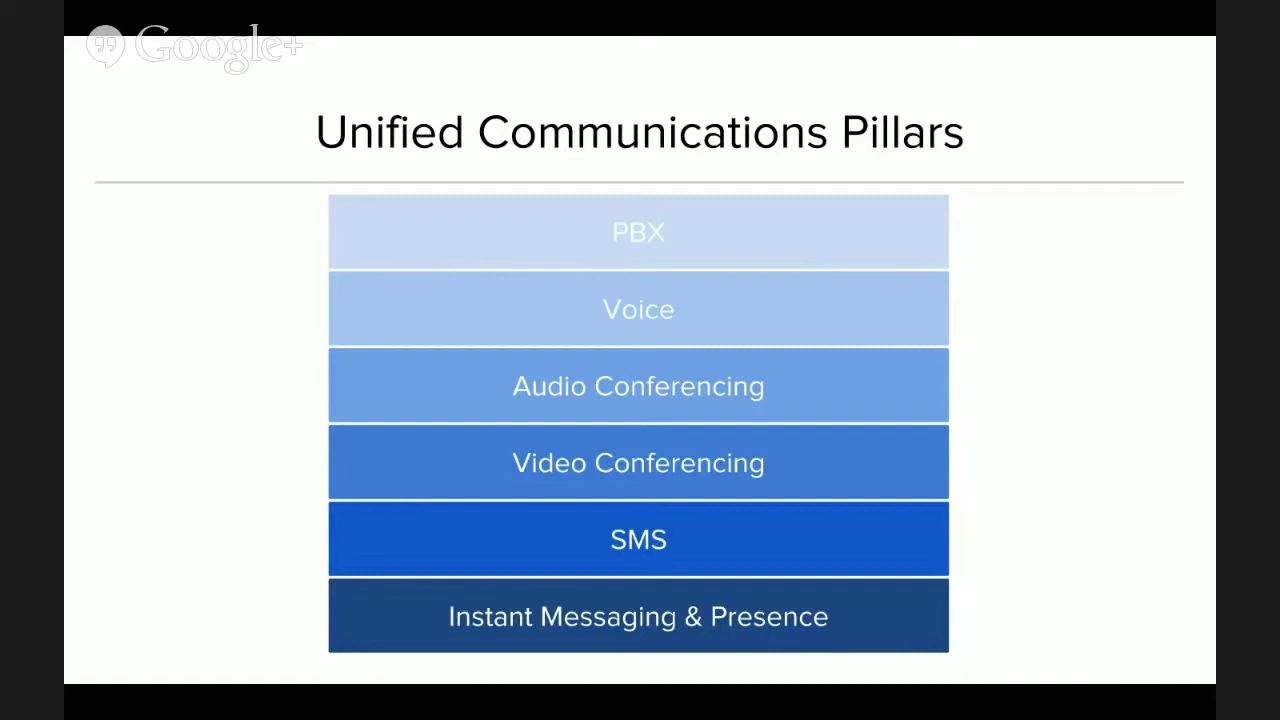 Google+
Unified Communications Pillars
PBX
Voice
Audio Conferencing
Video Conferencing
SMS
Instant Messaging & Presence